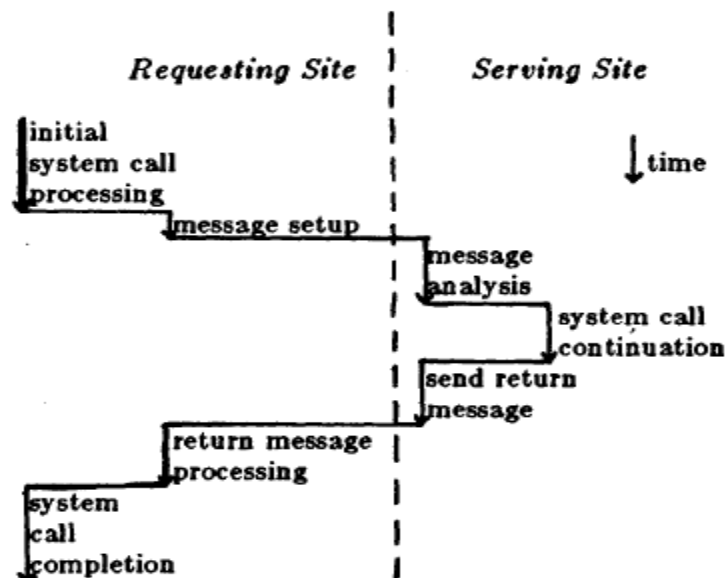 Requesting Site
Serving Site
initial
system call
processing
time
message setup
message
analysis
system call
continuation
send return
message
return message
processing
system
call
completion